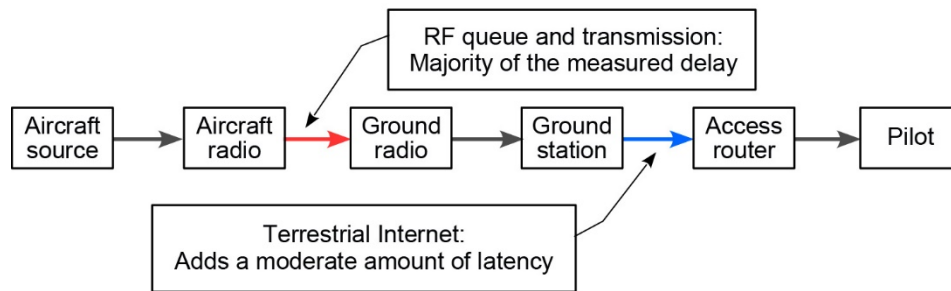 RF queue and transmission:
Majority of the measured delay
Aircraft
source
Aircraft
radio
Ground
radio
Ground
station
Access
router
Pilot
Terrestrial Internet:
Adds a moderate amount of latency